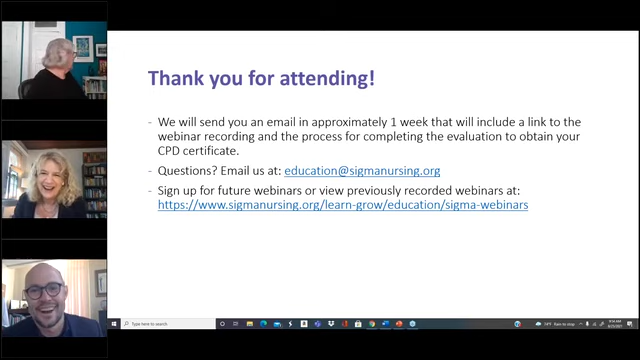 Thank you for attending!
- We will send you an email in approximately 1 week that will include a link to the
webinar recording and the process for completing the evaluation to obtain your
CPD certificate.
- Questions? Email us at: education@sigmanursing.org
- Sign up for future webinars or view previously recorded webinars at:
https://www.sigmanursing.org/learn-grow/education/sigma-webinars
Type here to search